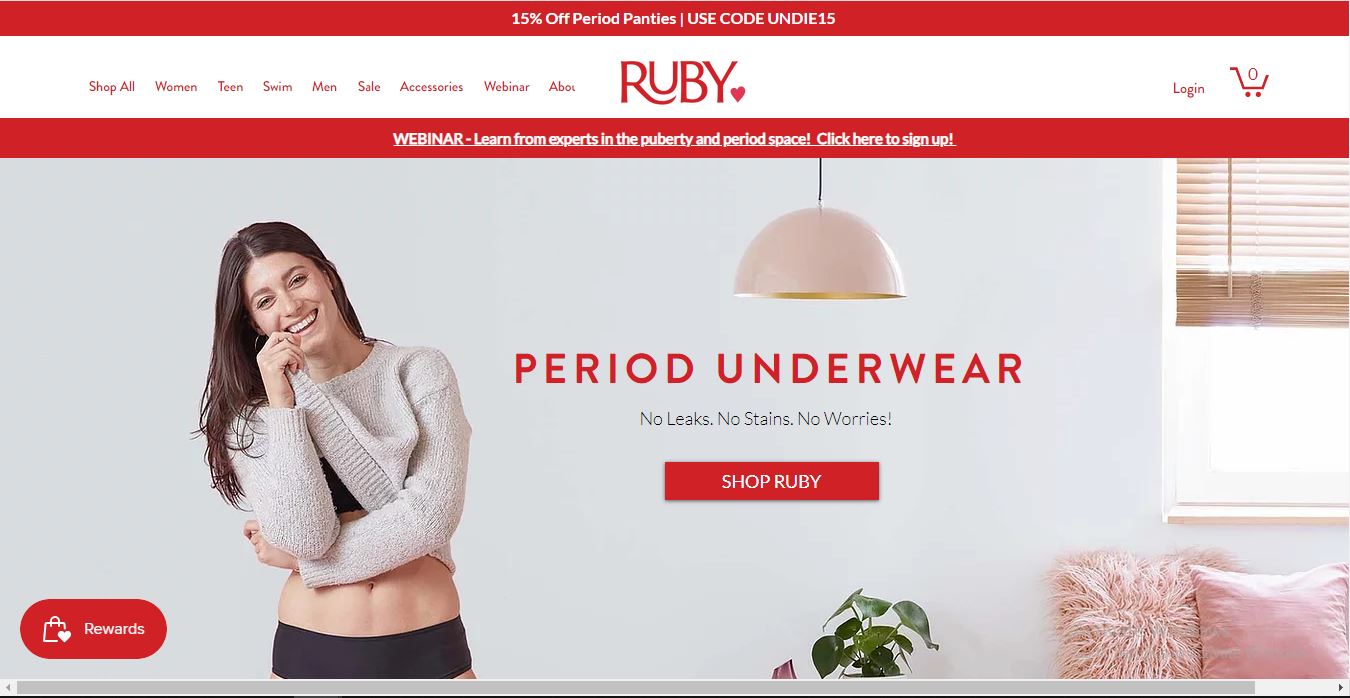 15% Off Period Panties | USE CODE UNDIE15
Shop All Women Teen Swim Men Sale Accessories Webinar Abou
RUBY
Login
0
WEBINAR - Learn from experts in the puberty and period space! Click here to sign up!
PERIOD UNDERWEAR
No Leaks. No Stains. No Worries!
SHOP RUBY
Rewards